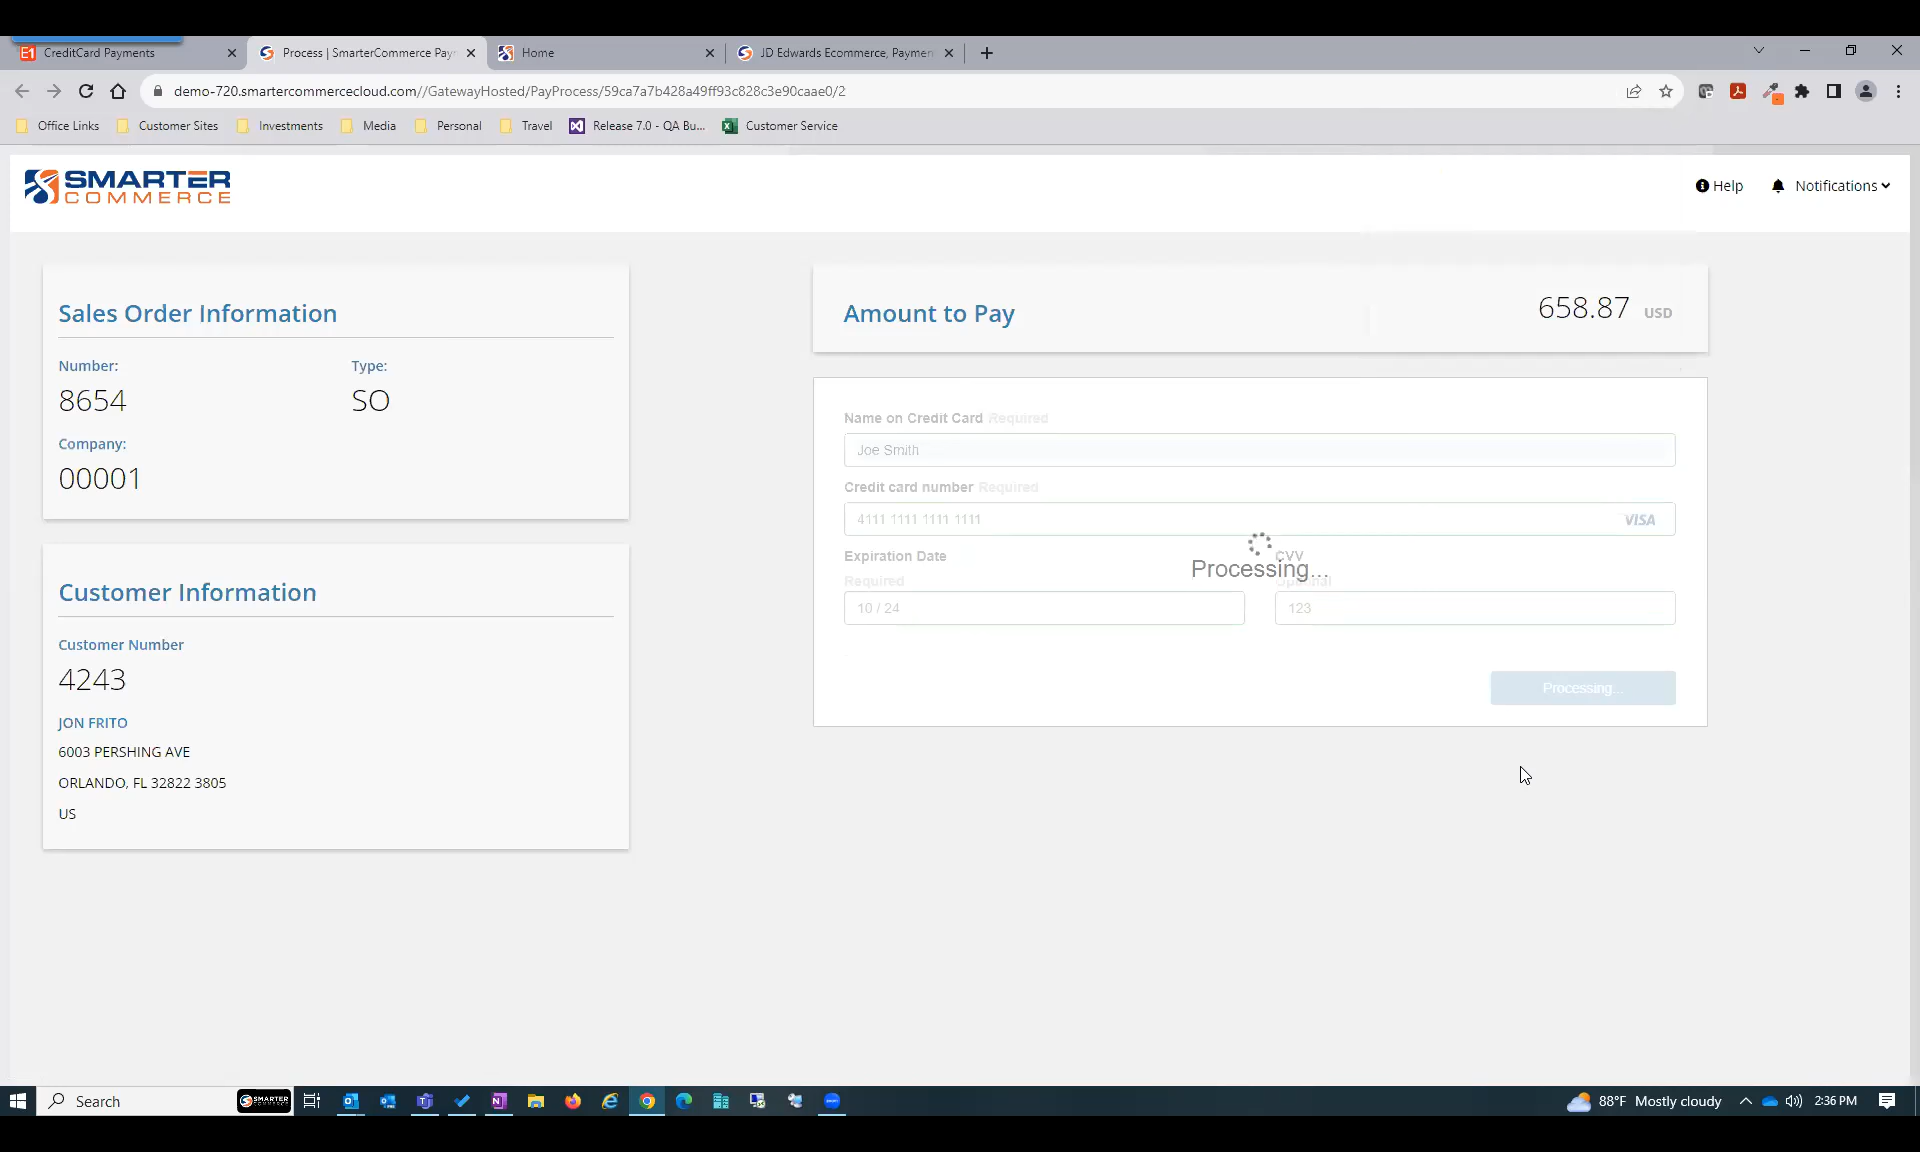 CreditCard Payments
Process | SmarterCommerce Pay
Home
JD Edwards Ecommerce, Paymen
demo-720.smartercommercecloud.com//GatewayHosted/PayProcess/59ca7a7b428a49ff93c828c3e90caae0/2
Office Links
Customer Sites
Investments
Media
Personal
Travel
Release 7.0 - QA Bu...
Customer Service
SMARTER
COMMERCE
Help
Notifications
Sales Order Information
Number:
Type:
8654
SO
Company:
00001
Customer Information
Customer Number
4243
JON FRITO
6003 PERSHING AVE
ORLANDO, FL 32822 3805
US
Amount to Pay
658.87 USD
Name on Credit Card Required
Joe Smith
Credit card number Required
4111 1111 1111 1111
VISA
Expiration Date
Required
10 / 24
CVV
Optional
123
Processing...
Processing...
Search
SMARTER
COMMERCE
88°F Mostly cloudy
2:36 PM